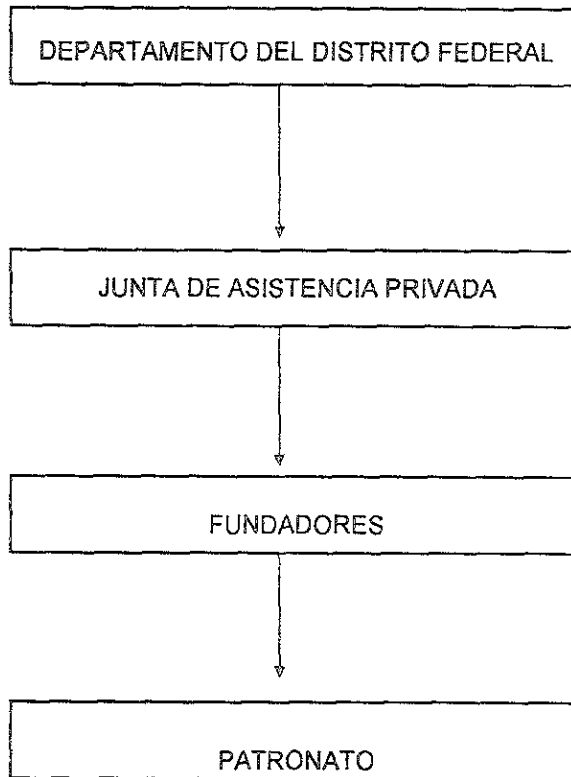 DEPARTAMENTO DEL DISTRITO FEDERAL
JUNTA DE ASISTENCIA PRIVADA
FUNDADORES
PATRONATO